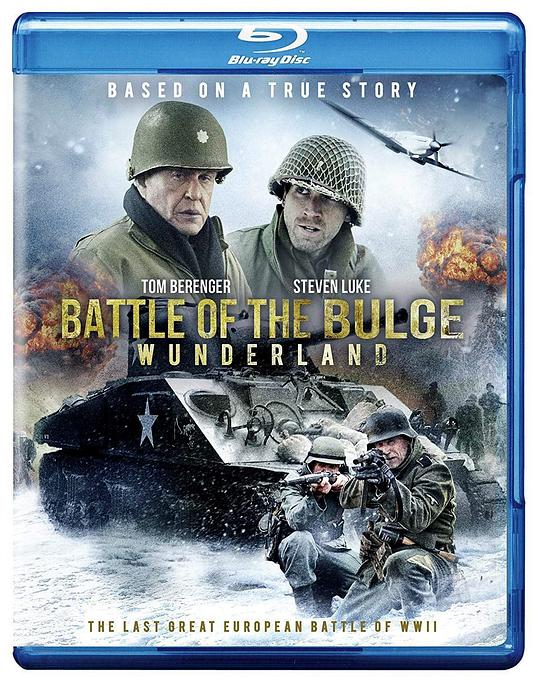 Blu-ray Disc
BASED ON A TRUE STORY
TOM BERENGER STEVEN LUKE
BATTLE OF THE BULGE
WUNDERLAND
THE LAST GREAT EUROPEAN BATTLE OF WWII